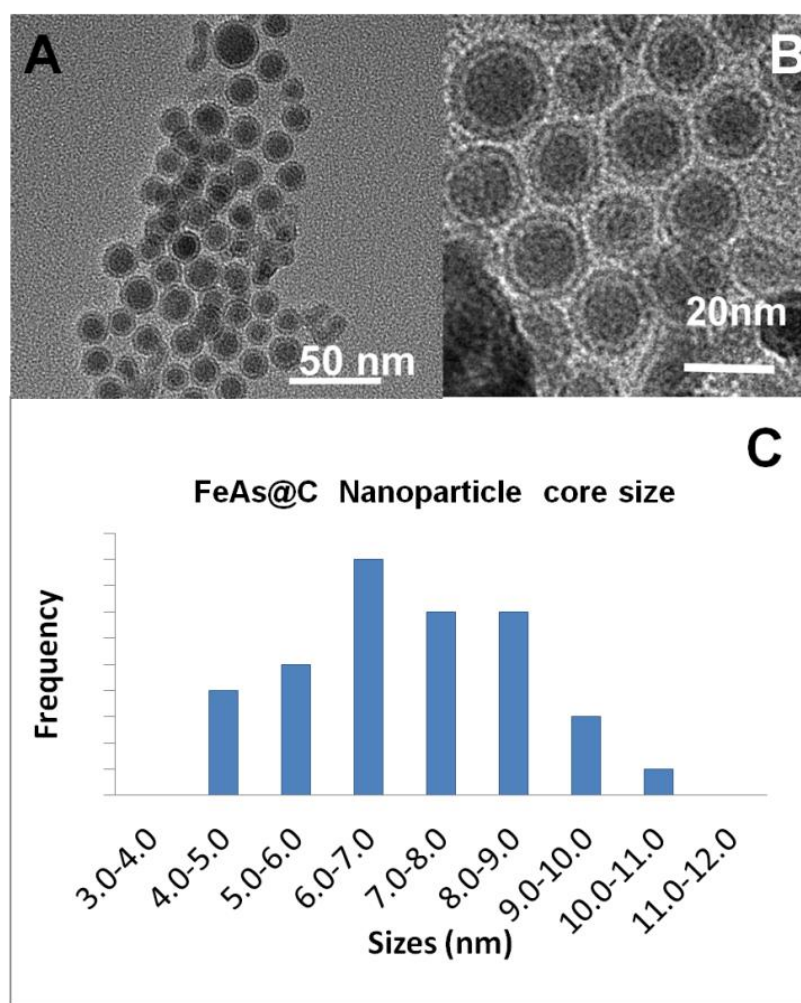 A
B
50 nm
20nm
C
FeAs@C Nanoparticle core size
Frequency
3.0-4.0
4.0-5.0
5.0-6.0
6.0-7.0
7.0-8.0
8.0-9.0
9.0-10.0
10.0-11.0
11.0-12.0
Sizes (nm)